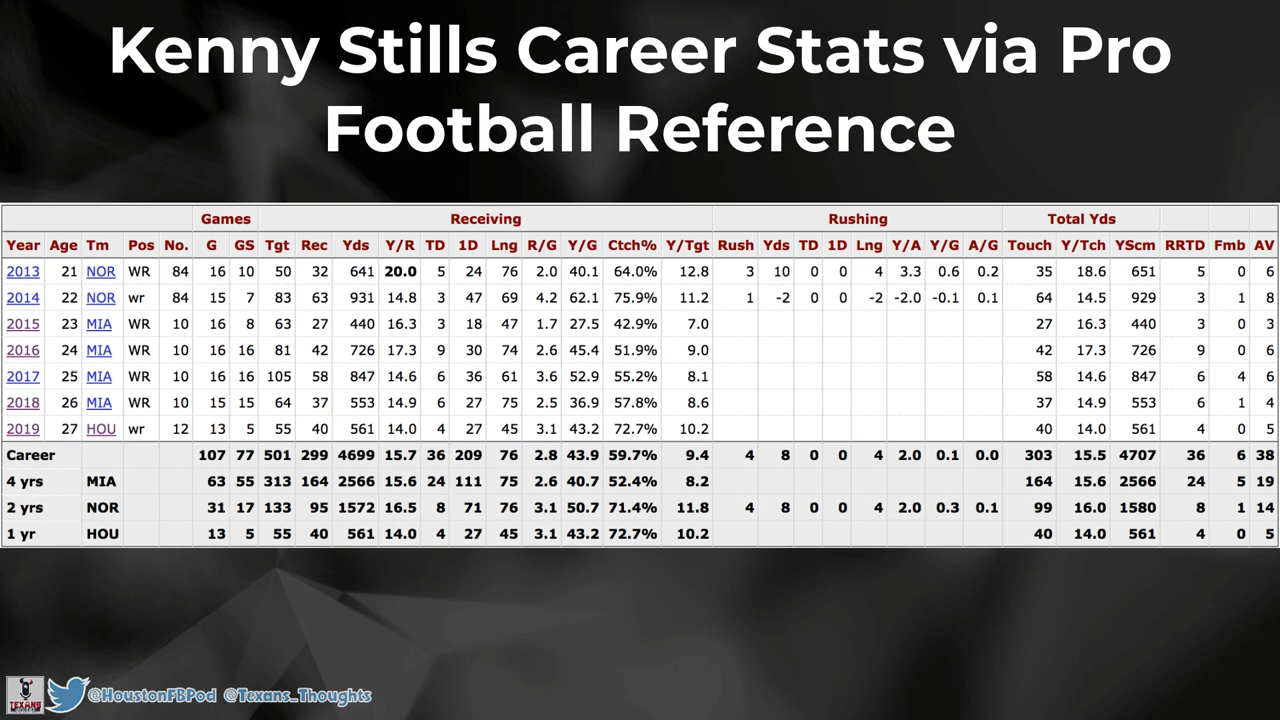 Kenny Stills Career Stats via Pro
Football Reference
Games Receiving Rushing Total Yds
Year Age Tm Pos No. G GS Tgt Rec Yds Y/R TD 1D Lng R/G Y/G Ctch% Y/Tgt Rush Yds TD 1D Lng Y/A Y/G A/G Touch Y/Tch YScm RRTD Fmb AV
2013 21 NOR WR 84 16 10 50 32 641 20.0 5 24 76 2.0 40.1 64.0% 12.8 3 10 0 0 4 3.3 0.6 0.2 35 18.6 651 5 0 6
2014 22 NOR wr 84 15 7 83 63 931 14.8 3 47 69 4.2 62.1 75.9% 11.2 1 -2 0 0 -2 -2.0 -0.1 0.1 64 14.5 929 3 1 8
2015 23 MIA WR 10 16 8 63 27 440 16.3 3 18 47 1.7 27.5 42.9% 7.0 27 16.3 440 3 0 3
2016 24 MIA WR 10 16 16 81 42 726 17.3 9 30 74 2.6 45.4 51.9% 9.0 42 17.3 726 9 0 6
2017 25 MIA WR 10 16 16 105 58 847 14.6 6 36 61 3.6 52.9 55.2% 8.1 58 14.6 847 6 4 6
2018 26 MIA WR 10 15 15 64 37 553 14.9 6 27 75 2.5 36.9 57.8% 8.6 37 14.9 553 6 1 4
2019 27 HOU wr 12 13 5 55 40 561 14.0 4 27 45 3.1 43.2 72.7% 10.2 40 14.0 561 4 0 5
Career 107 77 501 299 4699 15.7 36 209 76 2.8 43.9 59.7% 9.4 4 8 0 0 4 2.0 0.1 0.0 303 15.5 4707 36 6 38
4 yrs MIA 63 55 313 164 2566 15.6 24 111 75 2.6 40.7 52.4% 8.2 164 15.6 2566 24 5 19
2 yrs NOR 31 17 133 95 1572 16.5 8 71 76 3.1 50.7 71.4% 11.8 4 8 0 0 4 2.0 0.3 0.1 99 16.0 1580 8 1 14
1 yr HOU 13 5 55 40 561 14.0 4 27 45 3.1 43.2 72.7% 10.2 40 14.0 561 4 0 5
TEXANS
@HoustonFBPod @Texans_Thoughts